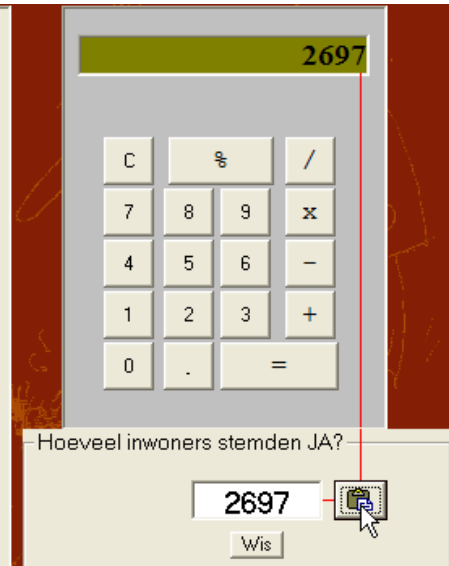 2697
C % /
7 8 9 x
4 5 6 -
1 2 3 +
0 . =
Hoeveel inwoners stemden JA?
2697
Wis